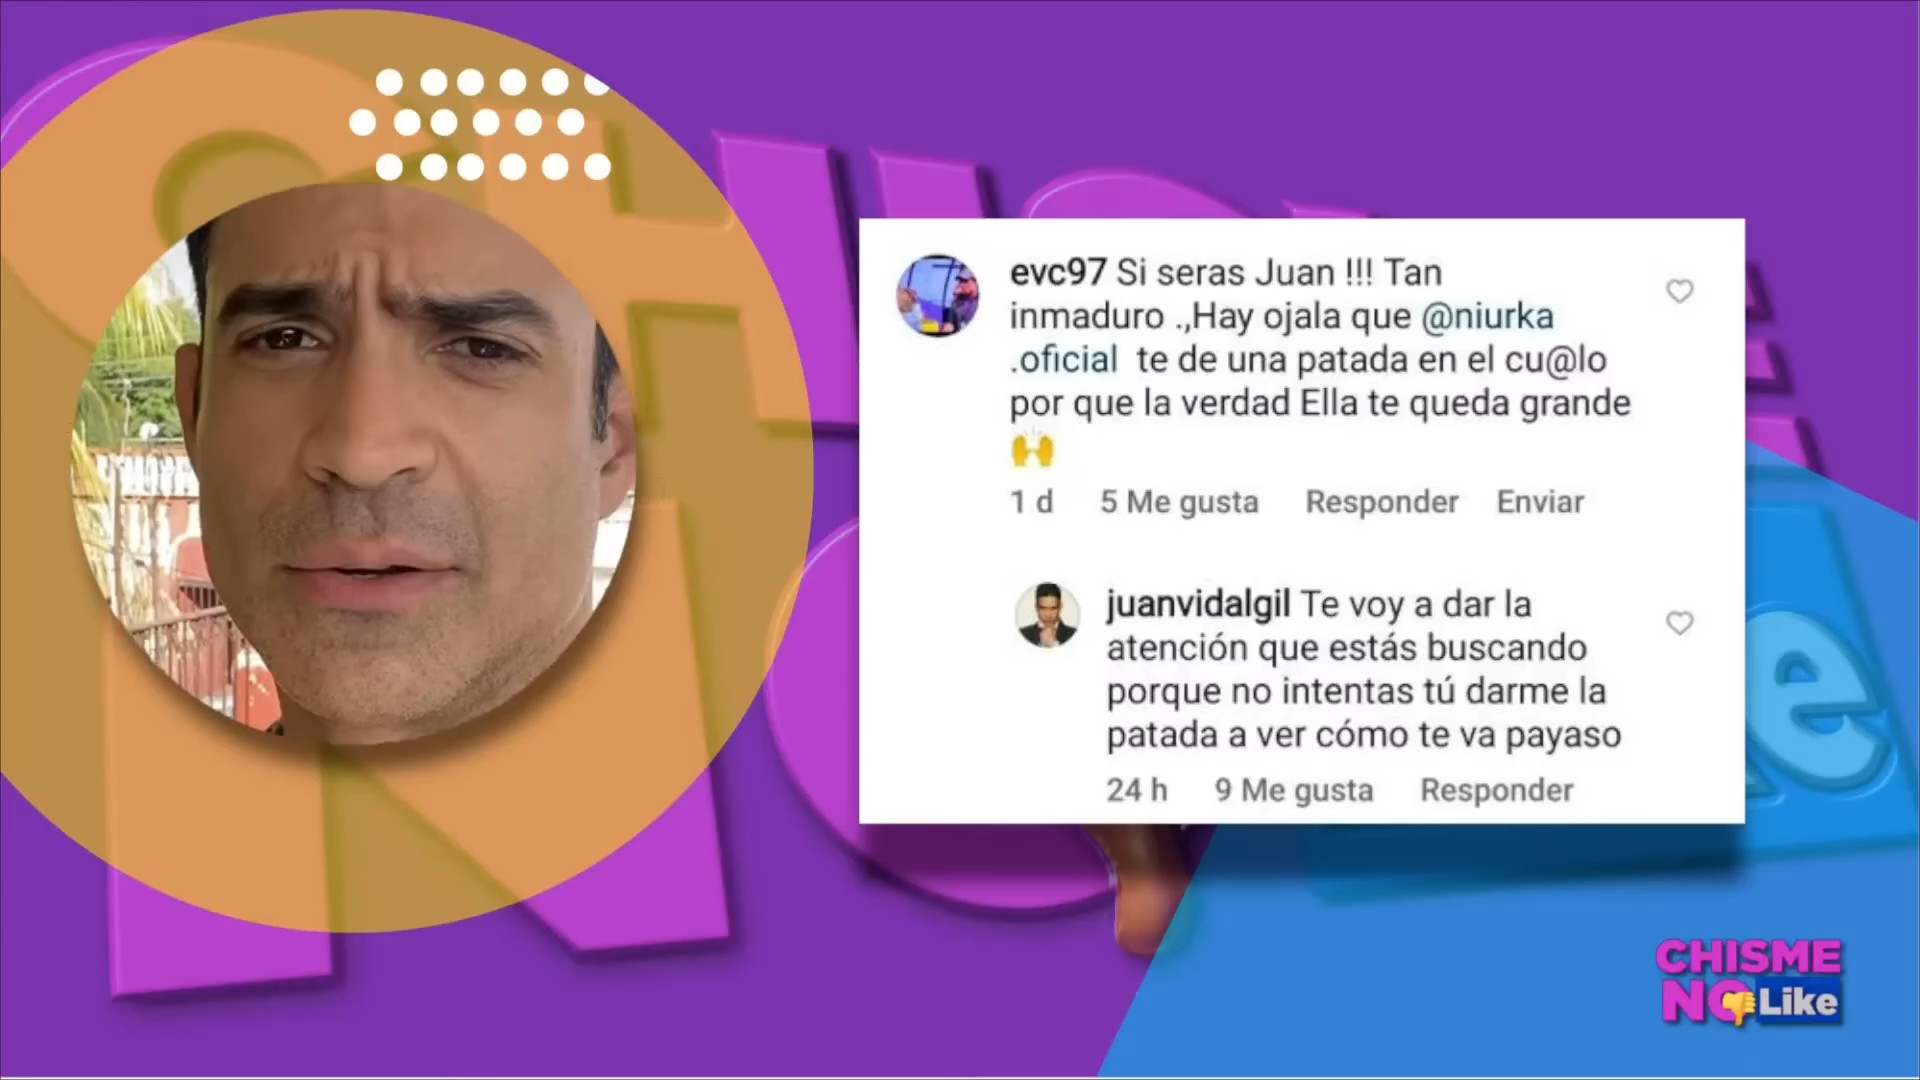 evc97 Si seras Juan !!! Tan
inmaduro .,Hay ojala que @niurka
.oficial te de una patada en el cu@lo
por que la verdad Ella te queda grande
🙌
1 d 5 Me gusta Responder Enviar
juanvidalgil Te voy a dar la
atención que estás buscando
porque no intentas tú darme la
patada a ver cómo te va payaso
24 h 9 Me gusta Responder
CHISME
NO Like